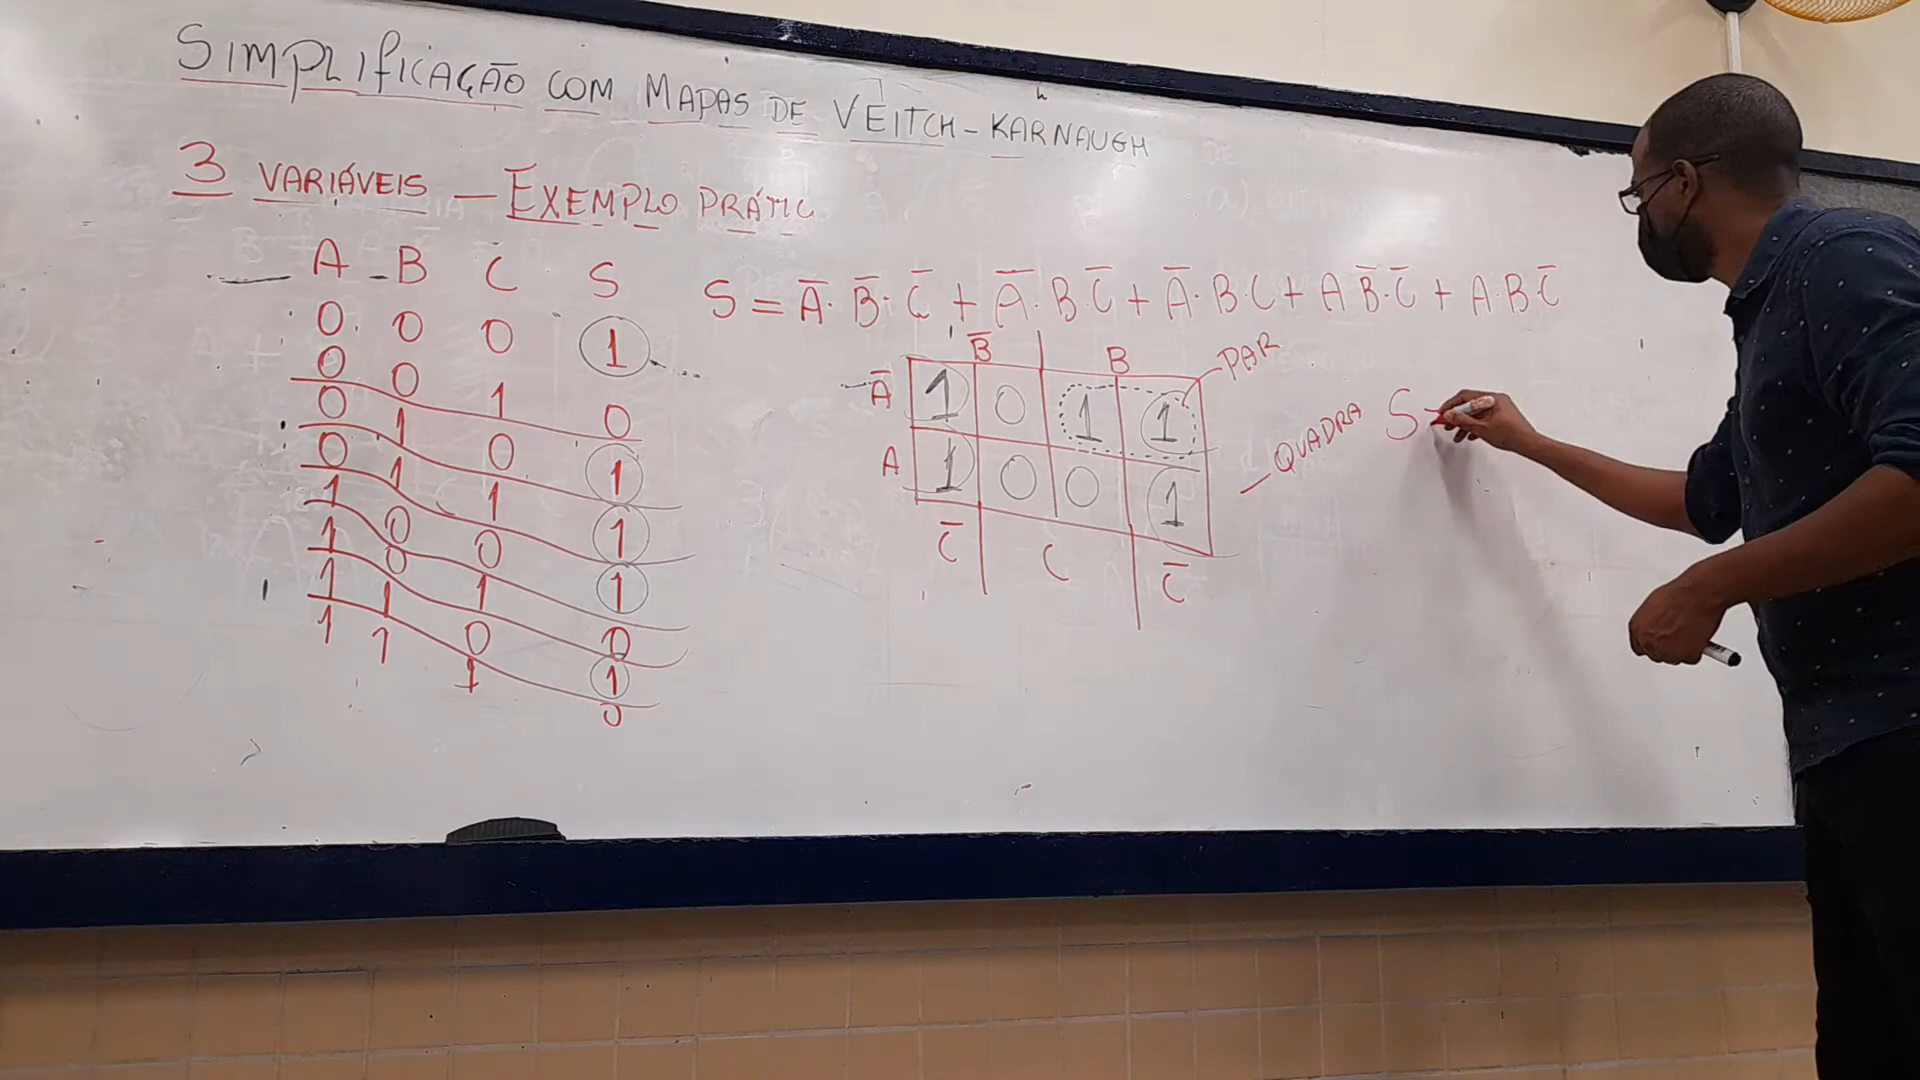 SIMPLIFICAÇÃO COM MAPAS DE VEITCH-KARNAUGH
3 VARIÁVEIS — EXEMPLO PRÁTIC
A B C S
0 0 0 1
0 0 1 0
0 1 0 1
0 1 1 1
1 0 0 1
1 0 1 0
1 1 0 1
1 1 1 0
S = A̅·B̅·C̅ + A̅·B·C̅ + A̅·B·C + A B̅·C̅ + A·B·C̅
B̅ B
A̅ 1 0 1 1
A 1 0 0 1
C̅ C C̅
PAR
QUADRA
S